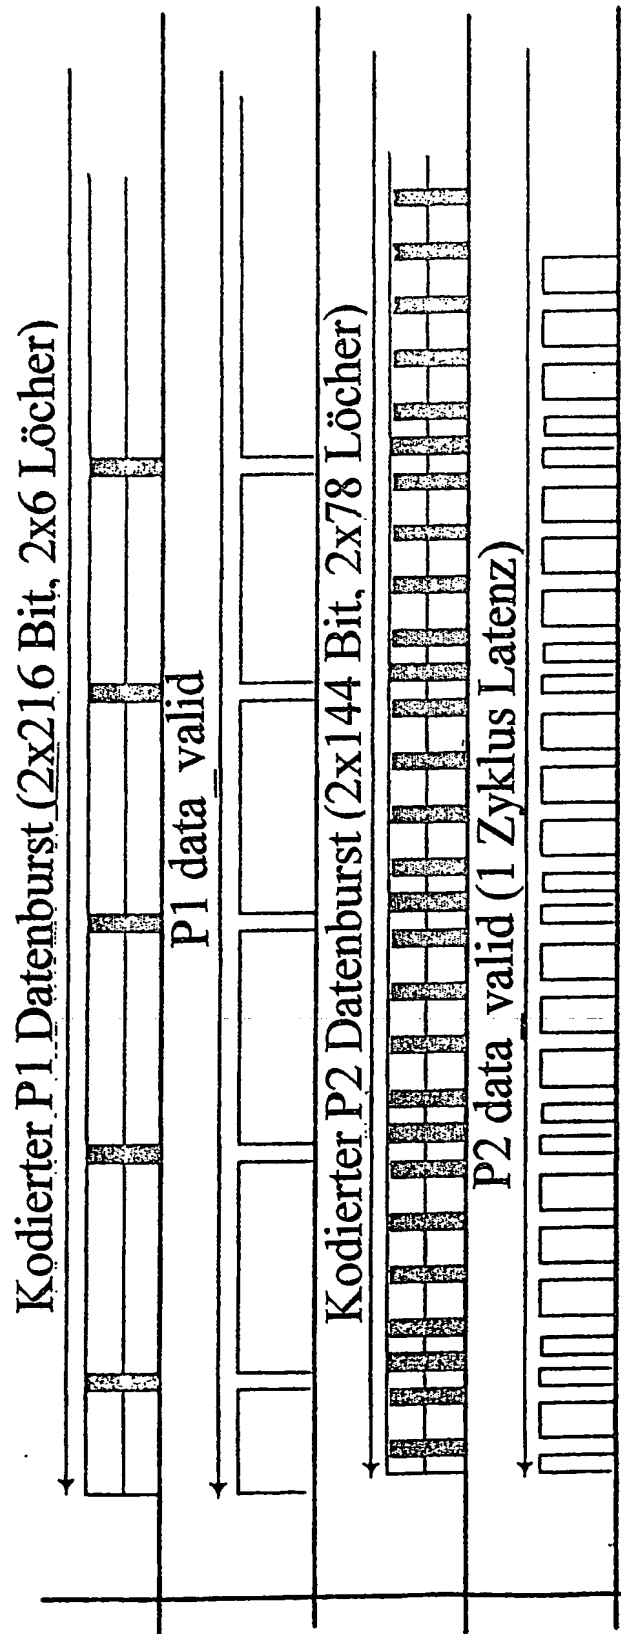 Kodierter P1 Datenburst (2x216 Bit, 2x6 Löcher)
P1 data_valid
Kodierter P2 Datenburst (2x144 Bit, 2x78 Löcher)
P2 data_valid (1 Zyklus Latenz)